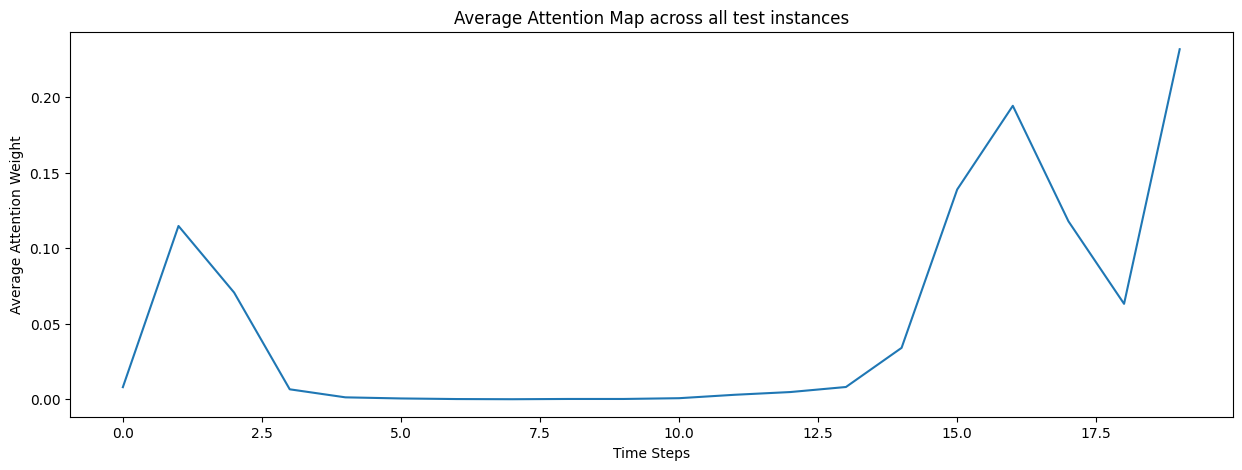 Average Attention Map across all test instances
Average Attention Weight
0.20
0.15
0.10
0.05
0.00
0.0 2.5 5.0 7.5 10.0 12.5 15.0 17.5
Time Steps